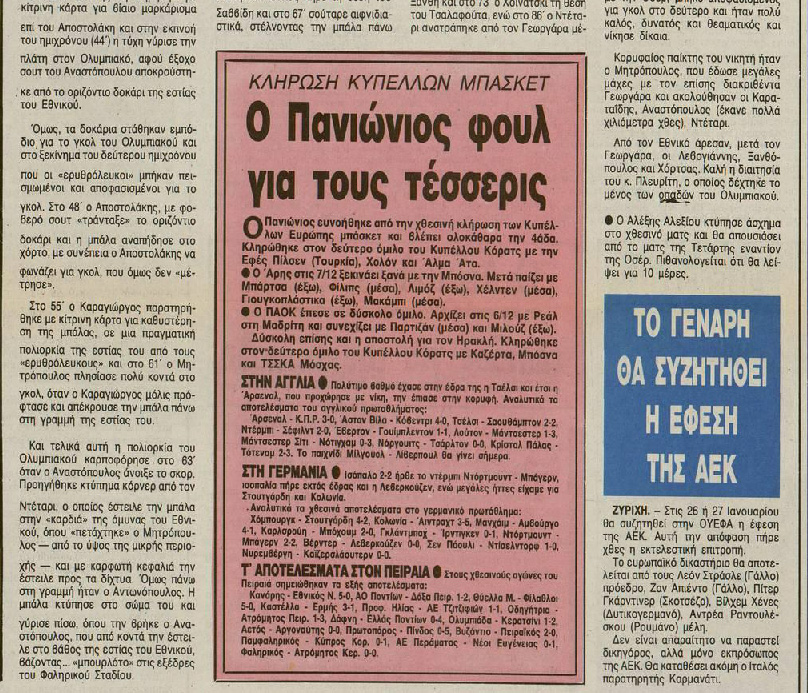 κίτρινη κάρτα για βίαιο μαρκάρισμα
επί του Αποστολάκη και στην εκπνοή
του ημιχρόνου (44') η τύχη γύρισε την
πλάτη στον Ολυμπιακό, αφού έξοχο
σουτ του Αναστόπουλου αποκρούστη-
κε από το οριζόντιο δοκάρι της εστίας
του Εθνικού.
Όμως, τα δοκάρια στάθηκαν εμπό-
διο για το γκολ του Ολυμπιακού και
στο ξεκίνημα του δεύτερου ημιχρόνου
που οι «ερυθρόλευκοι» μπήκαν πει-
σμωμένοι και αποφασισμένοι για το
γκολ. Στο 48' ο Αποστολάκης, με φο-
βερό σουτ «τράνταξε» το οριζόντιο
δοκάρι και η μπάλα αναπήδησε στο
χόρτο, με συνέπεια ο Αποστολάκης να
φωνάζει για γκολ, που όμως δεν «μέ-
τρησε».
Στο 55' ο Καραγιώργος παρατηρή-
θηκε με κίτρινη κάρτα για καθυστέρη-
ση της μπάλας, σε μια πραγματική
πολιορκία της εστίας του από τους
«ερυθρόλευκους» και στο 61' ο Μη-
τρόπουλος πλησίασε πολύ κοντά στο
γκολ, όταν ο Καραγιώργος μόλις πρό-
φτασε και απέκρουσε την μπάλα πάνω
στη γραμμή της εστίας του.
Και τελικά αυτή η πολιορκία του
Ολυμπιακού καρποφόρησε στο 63'
όταν ο Αναστόπουλος άνοιξε το σκορ.
Προηγήθηκε κτύπημα κόρνερ από τον
Ντέταρι, ο οποίος έστειλε την μπάλα
στην «καρδιά» της άμυνας του Εθνι-
κού, όπου «πετάχτηκε» ο Μητρόπου-
λος — από το ύψος της μικρής περιο-
χής — και με καρφωτή κεφαλιά την
έστειλε προς τα δίχτυα. Όμως πάνω
στη γραμμή ήταν ο Αντωνόπουλος. Η
μπάλα κτύπησε στο σώμα του και
γύρισε πίσω, όπου την βρήκε ο Ανα-
στόπουλος, που από κοντά την έστει-
λε στο βάθος της εστίας του Εθνικού,
βάζοντας... «μπουρλότο» στις εξέδρες
του Φαληρικού Σταδίου.
Σαββίδη και στο 67' σούταρε αιφνιδια-
στικά, στέλνοντας την μπάλα πάνω
Ξάνθη και στο 73' ο Χοϊνάτσκι τη θέση
του Τσαλαφούτα, ενώ στο 86' ο Ντέτα-
ρι ανατράπηκε από τον Γεωργάρα μέ-
ΚΛΗΡΩΣΗ ΚΥΠΕΛΛΩΝ ΜΠΑΣΚΕΤ
Ο Πανιώνιος φουλ
για τους τέσσερις
Ο Πανιώνιος ευνοήθηκε από την χθεσινή κλήρωση των Κυπέλ-
λων Ευρώπης μπάσκετ και βλέπει ολοκάθαρα την 4άδα.
Κληρώθηκε στον δεύτερο όμιλο του Κυπέλλου Κόρατς με την
Εφές Πίλσεν (Τουρκία), Χολόν και Άλμα Άτα.
● Ο Άρης στις 7/12 ξεκινάει ξανά με την Μπόσνα. Μετά παίζει με
Μπάρτσα (έξω), Φίλιπς (μέσα), Λιμόζ (έξω), Χέλντεν (μέσα),
Γιουγκοπλάστικα (έξω), Μακάμπι (μέσα).
● Ο ΠΑΟΚ έπεσε σε δύσκολο όμιλο. Αρχίζει στις 6/12 με Ρεάλ
στη Μαδρίτη και συνεχίζει με Παρτιζάν (μέσα) και Μιλούζ (έξω).
Δύσκολη επίσης και η αποστολή για τον Ηρακλή. Κληρώθηκε
στον δεύτερο όμιλο του Κυπέλλου Κόρατς με Καζέρτα, Μπόσνα
και ΤΣΣΚΑ Μόσχας.
ΣΤΗΝ ΑΓΓΛΙΑ ● Πολύτιμο βαθμό έχασε στην έδρα της η Τσέλσι και έτσι η
Άρσεναλ, που προχώρησε με νίκη, την έπιασε στην κορυφή. Αναλυτικά τα
αποτελέσματα του αγγλικού πρωταθλήματος:
Άρσεναλ - Κ.Π.Ρ. 3-0, Άστον Βίλα - Κόβεντρι 4-0, Τσέλσι - Σαουθάμπτον 2-2,
Ντέρμπι - Σέφιλντ 2-0, Έβερτον - Γουίμπλεντον 1-1, Λούτον - Μάντσεστερ 1-3,
Μάντσεστερ Σίτι - Νότιγχαμ 0-3, Νόργουιτς - Τσάρλτον 0-0, Κρίσταλ Πάλας -
Τότεναμ 2-3. Το παιχνίδι Μίλγουολ - Λίβερπουλ θα γίνει σήμερα.
ΣΤΗ ΓΕΡΜΑΝΙΑ ● Ισόπαλο 2-2 ήρθε το ντέρμπι Ντόρτμουντ - Μπάγερν,
ισοπαλία πήρε εκτός έδρας και η Λεβερκούζεν, ενώ μεγάλες ήττες είχαμε για
Στουτγάρδη και Κολωνία.
Αναλυτικά τα χθεσινά αποτελέσματα στο γερμανικό πρωτάθλημα:
Χόμπουργκ - Στουτγάρδη 4-2, Κολωνία - Άιντραχτ 3-5, Μανχάιμ - Αμβούργο
4-1, Καρλσρούη - Μπόχουμ 2-0, Γκλάντμπαχ - Ίρντιγκεν 0-1, Ντόρτμουντ -
Μπάγερν 2-2, Βέρντερ - Λεβερκούζεν 0-0, Σεν Πάουλι - Ντίσελντορφ 1-0,
Νυρεμβέργη - Καϊζερσλάουτερν 0-0.
Τ' ΑΠΟΤΕΛΕΣΜΑΤΑ ΣΤΟΝ ΠΕΙΡΑΙΑ ● Στους χθεσινούς αγώνες του
Πειραιά σημειώθηκαν τα εξής αποτελέσματα:
Κανάρης - Εθνικός Ν. 5-0, ΑΟ Ποντίων - Δόξα Πειρ. 1-2, Θύελλα Μ. - Φιλαθλοί
5-0, Καστέλλα - Ερμής 3-1, Προφ. Ηλίας - ΑΕ Τζιτζιφιών 1-1, Οδηγήτρια -
Ατρόμητος Πειρ. 1-3, Δάφνη - Ελλάς Ποντίων 0-4, Ολυμπιάδα - Κερατσίνι 1-2,
Αετός - Αργοναύτης 0-0, Πρωτοπόρος - Πίνδος 0-5, Βυζάντιο - Πειραϊκός 2-0,
Παμφαληρικός - Κύπρος Κορ. 0-1, ΑΕ Περάματος - Νέοι Ευγένειας 0-1,
Φαληρικός - Ατρόμητος Κερ. 0-0.
για γκολ στο δεύτερο και ήταν πολύ
καλός, δυνατός και θεαματικός και
νίκησε δίκαια.
Κορυφαίος παίκτης του νικητή ήταν
ο Μητρόπουλος, που έδωσε μεγάλες
μάχες με τον επίσης διακριθέντα
Γεωργάρα και ακολούθησαν οι Καρα-
ταΐδης, Αναστόπουλος (έκανε πολλά
χιλιόμετρα χθες), Ντέταρι.
Από τον Εθνικό άρεσαν, μετά τον
Γεωργάρα, οι Λεβογιάννης, Ξανθό-
πουλος και Χόρτσας. Καλή η διαιτησία
του κ. Πλευρίτη, ο οποίος δέχτηκε το
μένος των οπαδών του Ολυμπιακού.
● Ο Αλέξης Αλεξίου κτύπησε άσχημα
στο χθεσινό ματς και θα απουσιάσει
από το ματς της Τετάρτης εναντίον
της Οσέρ. Πιθανολογείται ότι θα λεί-
ψει για 10 μέρες.
ΤΟ ΓΕΝΑΡΗ
ΘΑ ΣΥΖΗΤΗΘΕΙ
Η ΕΦΕΣΗ
ΤΗΣ ΑΕΚ
ΖΥΡΙΧΗ. – Στις 26 ή 27 Ιανουαρίου
θα συζητηθεί στην ΟΥΕΦΑ η έφεση
της ΑΕΚ. Αυτή την απόφαση πήρε
χθες η εκτελεστική επιτροπή.
Το ευρωπαϊκό δικαστήριο θα αποτε-
λείται από τους Λεόν Στράσλε (Γάλλο)
πρόεδρο, Ζαν Απίεντο (Γάλλο), Πίτερ
Γκάρντινερ (Σκοτσέζο), Βίλχεμ Χένες
(Δυτικογερμανό), Αντρέα Ραντουλέ-
σκου (Ρουμάνο) μέλη.
Δεν είναι απαραίτητο να παραστεί
δικηγόρος, αλλά μόνο εκπρόσωπος
της ΑΕΚ. Θα καταθέσει ακόμη ο Ιταλός
παρατηρητής Κορμανάτι.